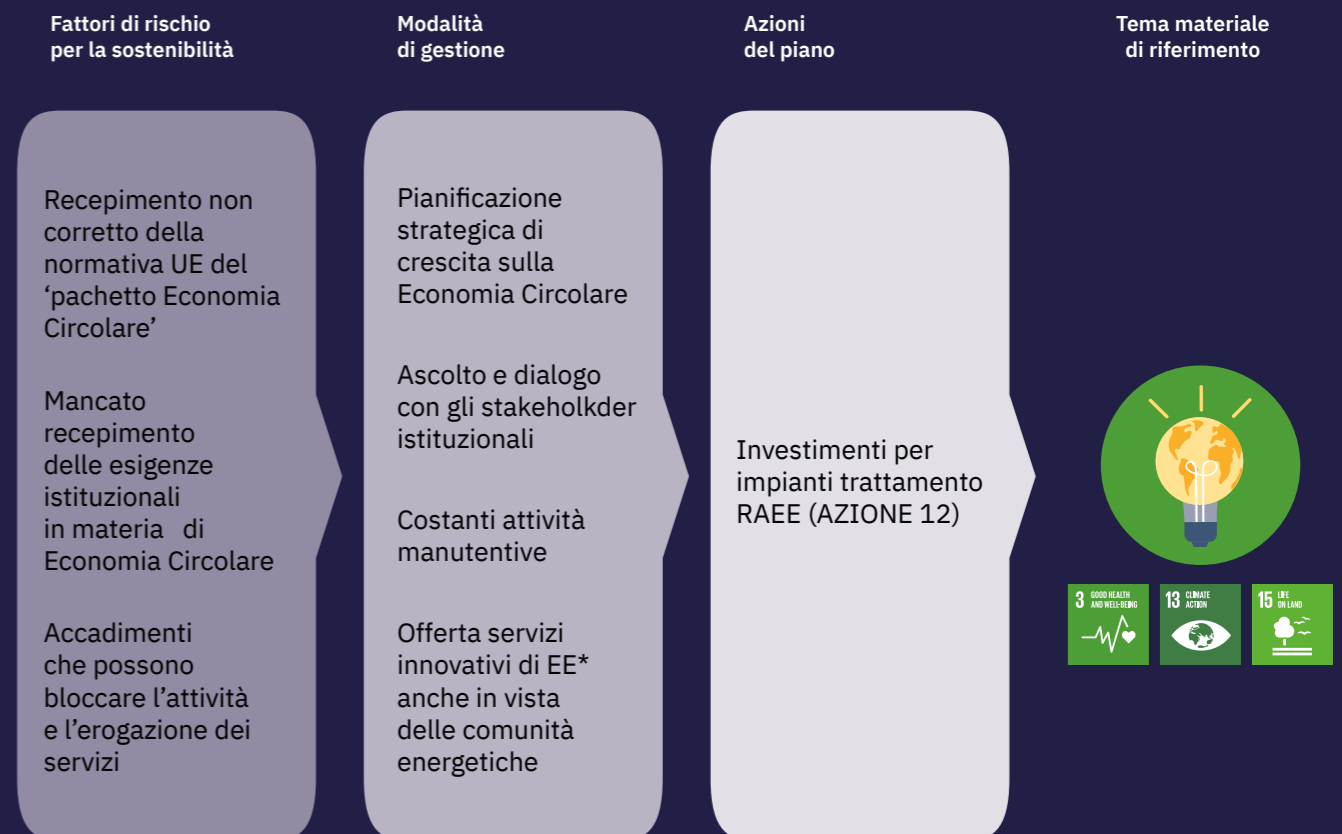 Fattori di rischio
per la sostenibilità
Modalità
di gestione
Azioni
del piano
Tema materiale
di riferimento
Recepimento non
corretto della
normativa UE del
‘pachetto Economia
Circolare’
Mancato
recepimento
delle esigenze
istituzionali
in materia di
Economia Circolare
Accadimenti
che possono
bloccare l’attività
e l’erogazione dei
servizi
Pianificazione
strategica di
crescita sulla
Economia Circolare
Ascolto e dialogo
con gli stakeholkder
istituzionali
Costanti attività
manutentive
Offerta servizi
innovativi di EE*
anche in vista
delle comunità
energetiche
Investimenti per
impianti trattamento
RAEE (AZIONE 12)
3 GOOD HEALTH
AND WELL-BEING
13 CLIMATE
ACTION
15 LIFE
ON LAND